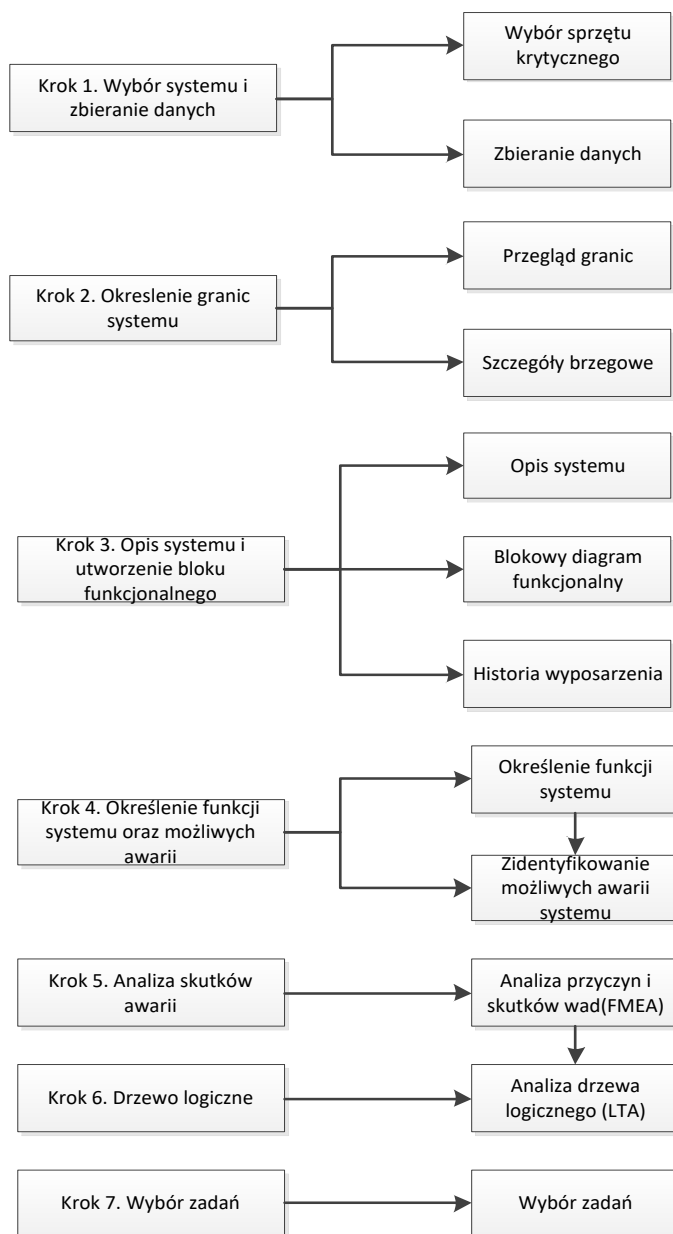 Krok 1. Wybór systemu i
zbieranie danych
Wybór sprzętu
krytycznego
Zbieranie danych
Krok 2. Okreslenie granic
systemu
Przegląd granic
Szczegóły brzegowe
Krok 3. Opis systemu i
utworzenie bloku
funkcjonalnego
Opis systemu
Blokowy diagram
funkcjonalny
Historia wyposarzenia
Krok 4. Określenie funkcji
systemu oraz możliwych
awarii
Określenie funkcji
systemu
Zidentyfikowanie
możliwych awarii
systemu
Krok 5. Analiza skutków
awarii
Analiza przyczyn i
skutków wad(FMEA)
Krok 6. Drzewo logiczne
Analiza drzewa
logicznego (LTA)
Krok 7. Wybór zadań
Wybór zadań